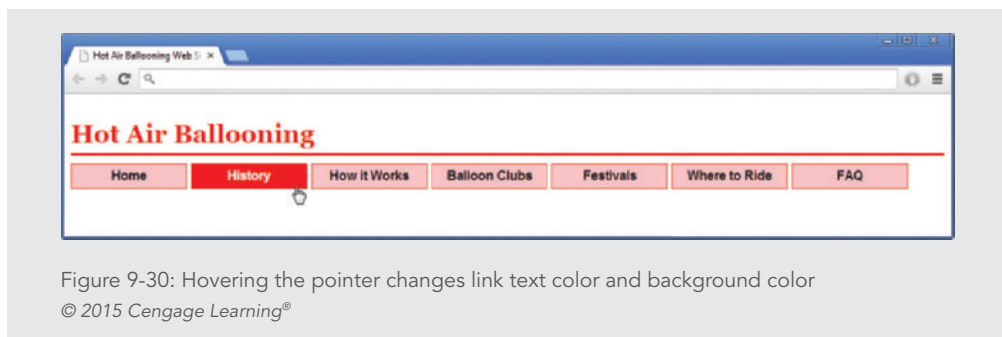 Hot Air Ballooning Web Si
Hot Air Ballooning
Home History How it Works Balloon Clubs Festivals Where to Ride FAQ
Figure 9-30: Hovering the pointer changes link text color and background color
© 2015 Cengage Learning®